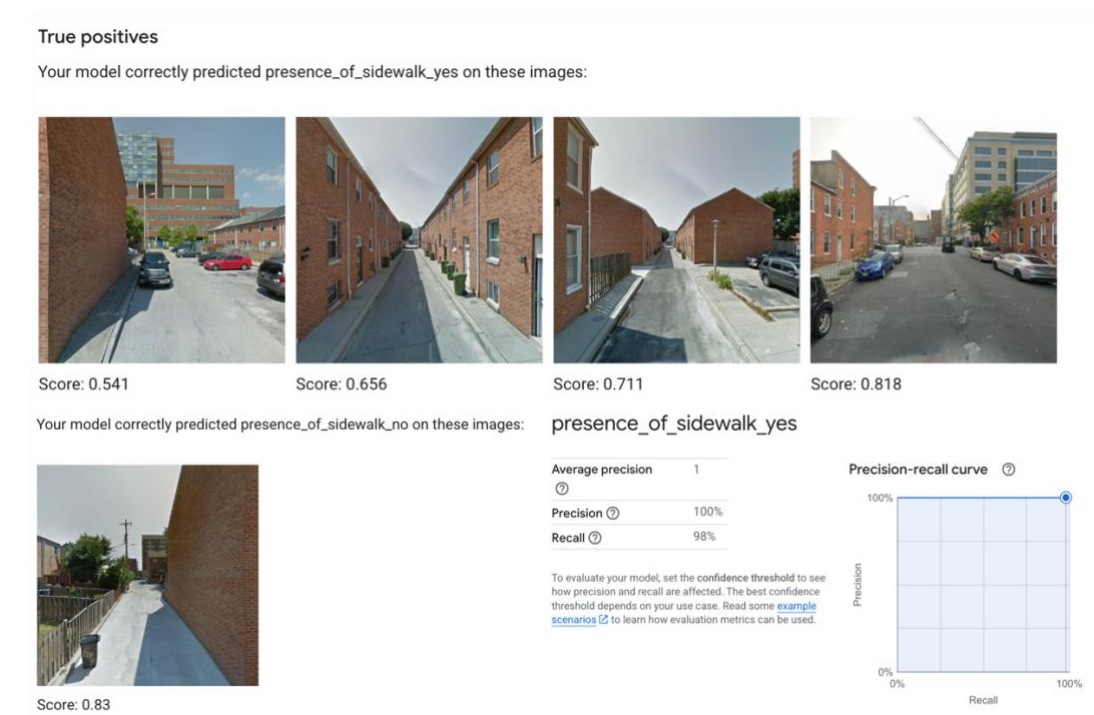 True positives
Your model correctly predicted presence_of_sidewalk_yes on these images:
Score: 0.541
Score: 0.656
Score: 0.711
Score: 0.818
Your model correctly predicted presence_of_sidewalk_no on these images:
Score: 0.83
presence_of_sidewalk_yes
Average precision 1
Precision 100%
Recall 98%
To evaluate your model, set the confidence threshold to see
how precision and recall are affected. The best confidence
threshold depends on your use case. Read some example
scenarios to learn how evaluation metrics can be used.
Precision-recall curve
100%
Precision
0%
0%
100%
Recall